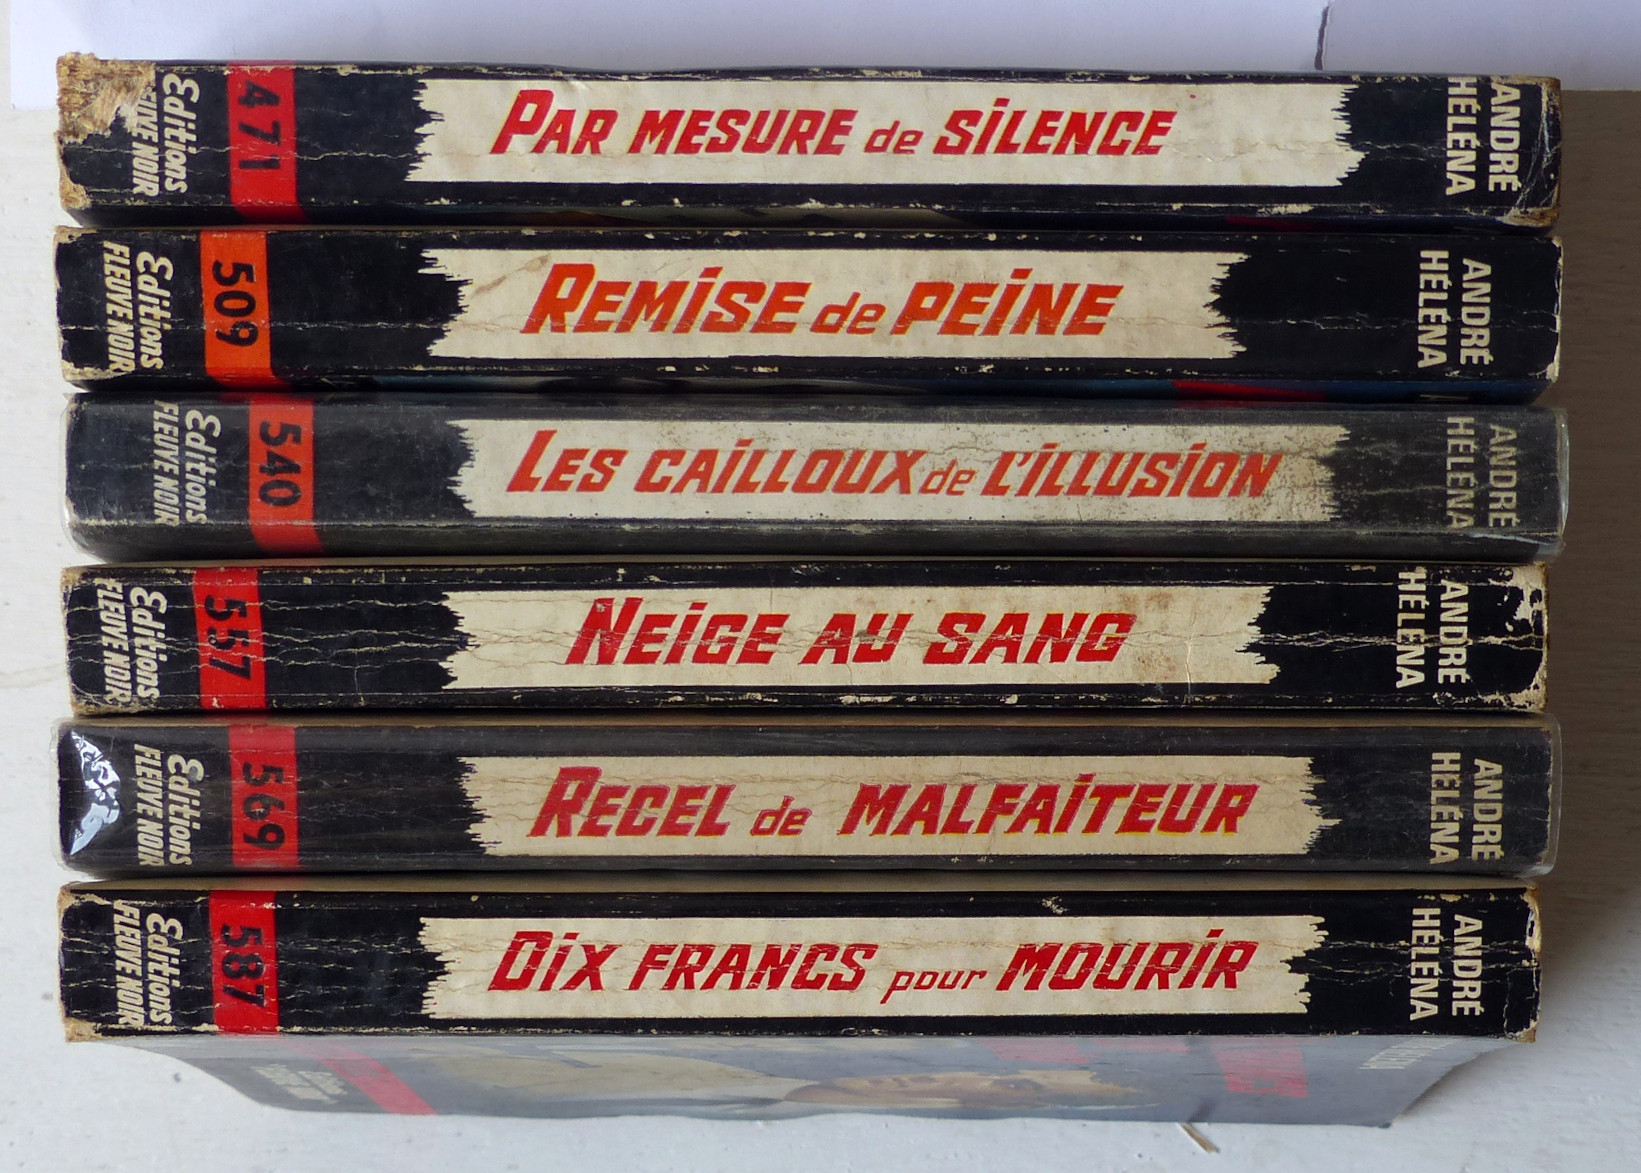 Editions
FLEUVE NOIR
471
PAR MESURE de SILENCE
ANDRÉ
HÉLÉNA
Editions
FLEUVE NOIR
509
REMISE de PEINE
ANDRÉ
HÉLÉNA
Editions
FLEUVE NOIR
540
LES CAILLOUX de L'ILLUSION
ANDRÉ
HÉLÉNA
Editions
FLEUVE NOIR
557
NEIGE AU SANG
ANDRÉ
HÉLÉNA
Editions
FLEUVE NOIR
569
RECEL de MALFAITEUR
ANDRÉ
HÉLÉNA
Editions
FLEUVE NOIR
587
DIX FRANCS pour MOURIR
ANDRÉ
HÉLÉNA